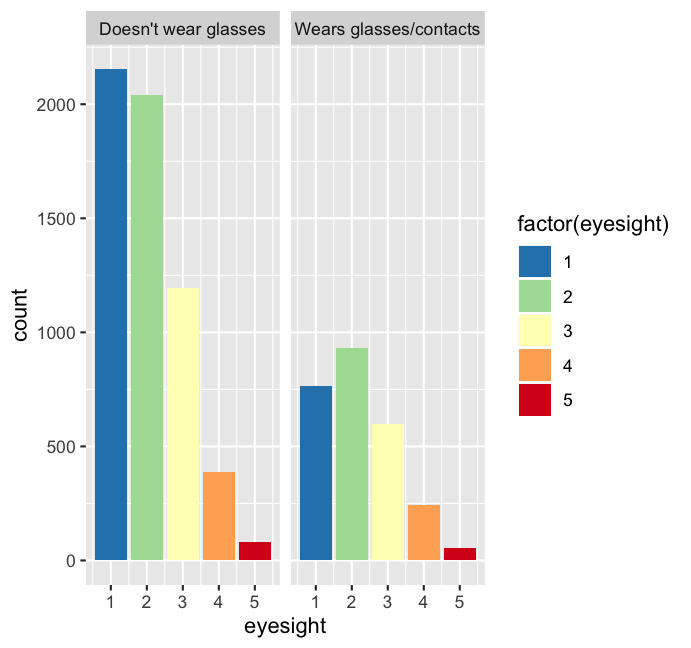 Doesn't wear glasses
Wears glasses/contacts
2000
1500
1000
500
0
count
1 2 3 4 5
1 2 3 4 5
eyesight
factor(eyesight)
1
2
3
4
5